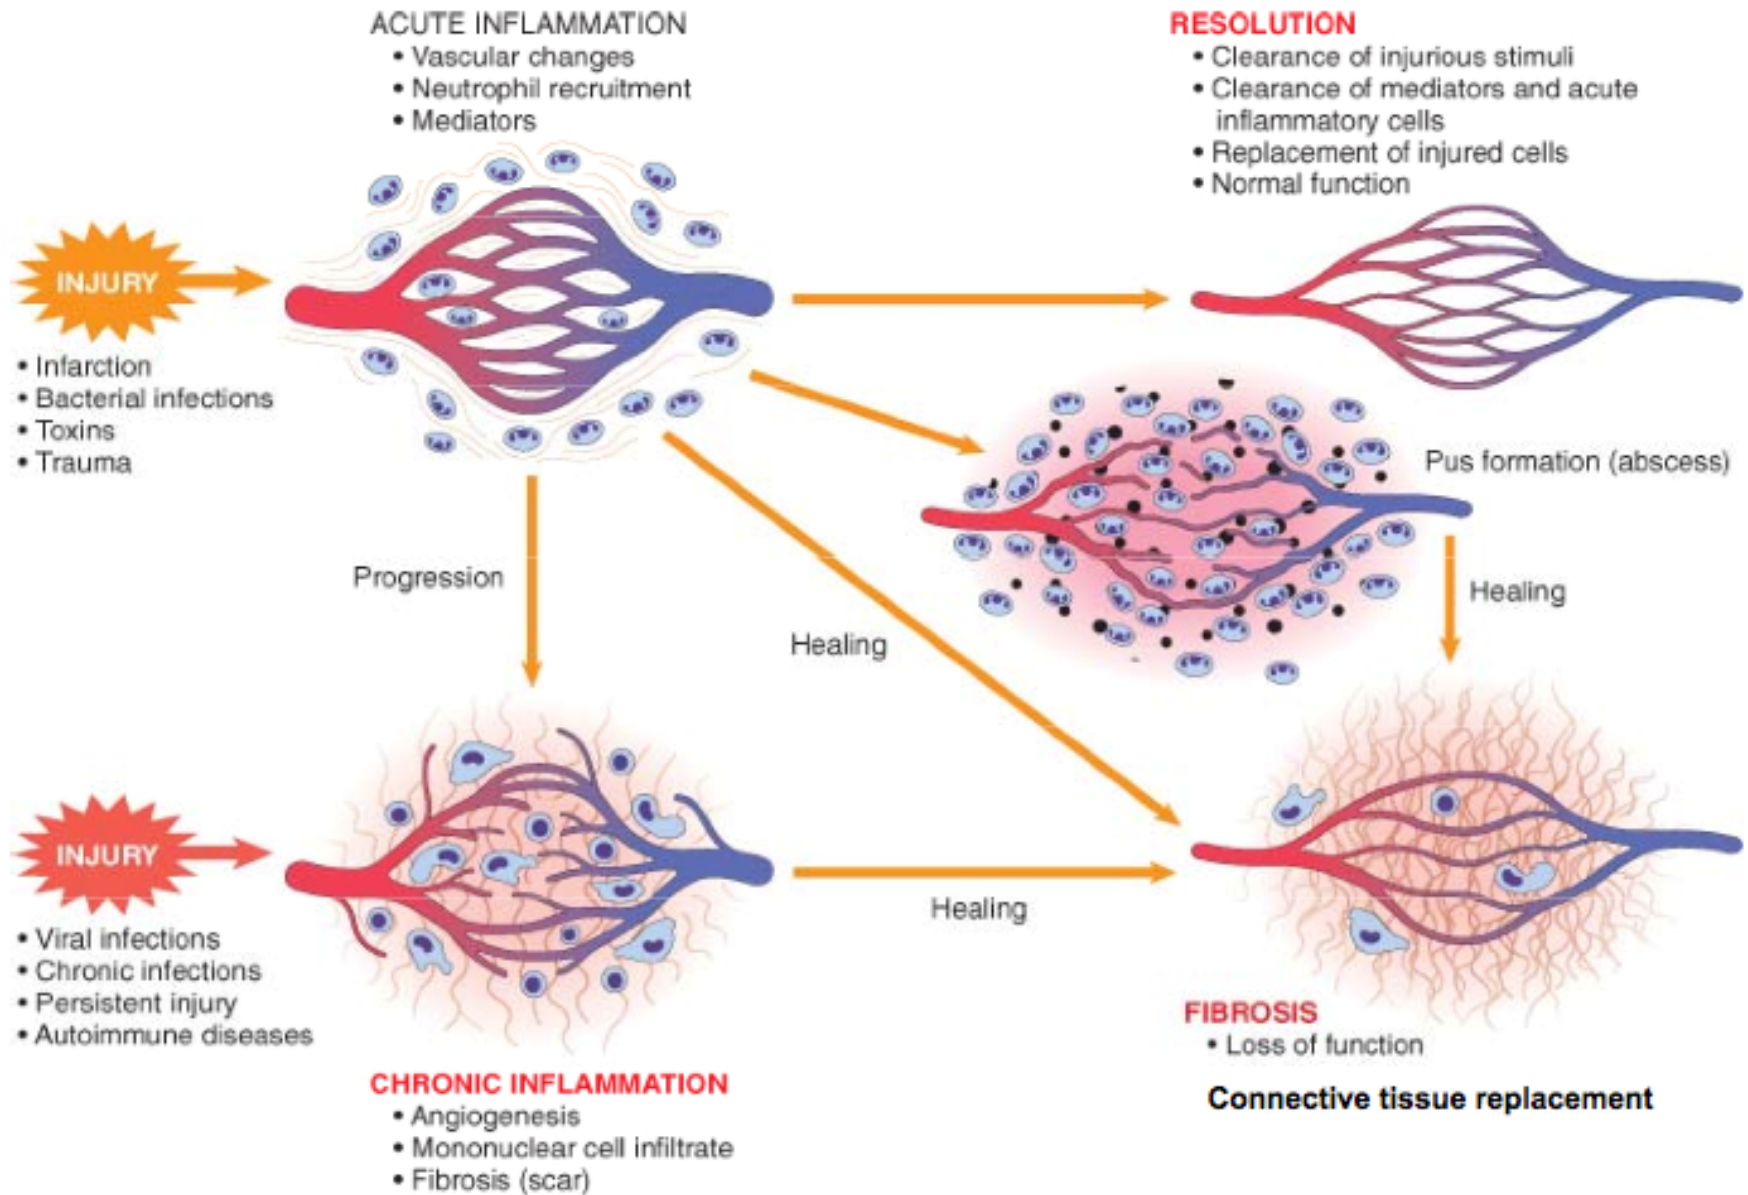 ACUTE INFLAMMATION
• Vascular changes
• Neutrophil recruitment
• Mediators
RESOLUTION
• Clearance of injurious stimuli
• Clearance of mediators and acute
inflammatory cells
• Replacement of injured cells
• Normal function
INJURY
• Infarction
• Bacterial infections
• Toxins
• Trauma
Pus formation (abscess)
Progression
Healing
Healing
INJURY
• Viral infections
• Chronic infections
• Persistent injury
• Autoimmune diseases
Healing
CHRONIC INFLAMMATION
• Angiogenesis
• Mononuclear cell infiltrate
• Fibrosis (scar)
FIBROSIS
• Loss of function
Connective tissue replacement